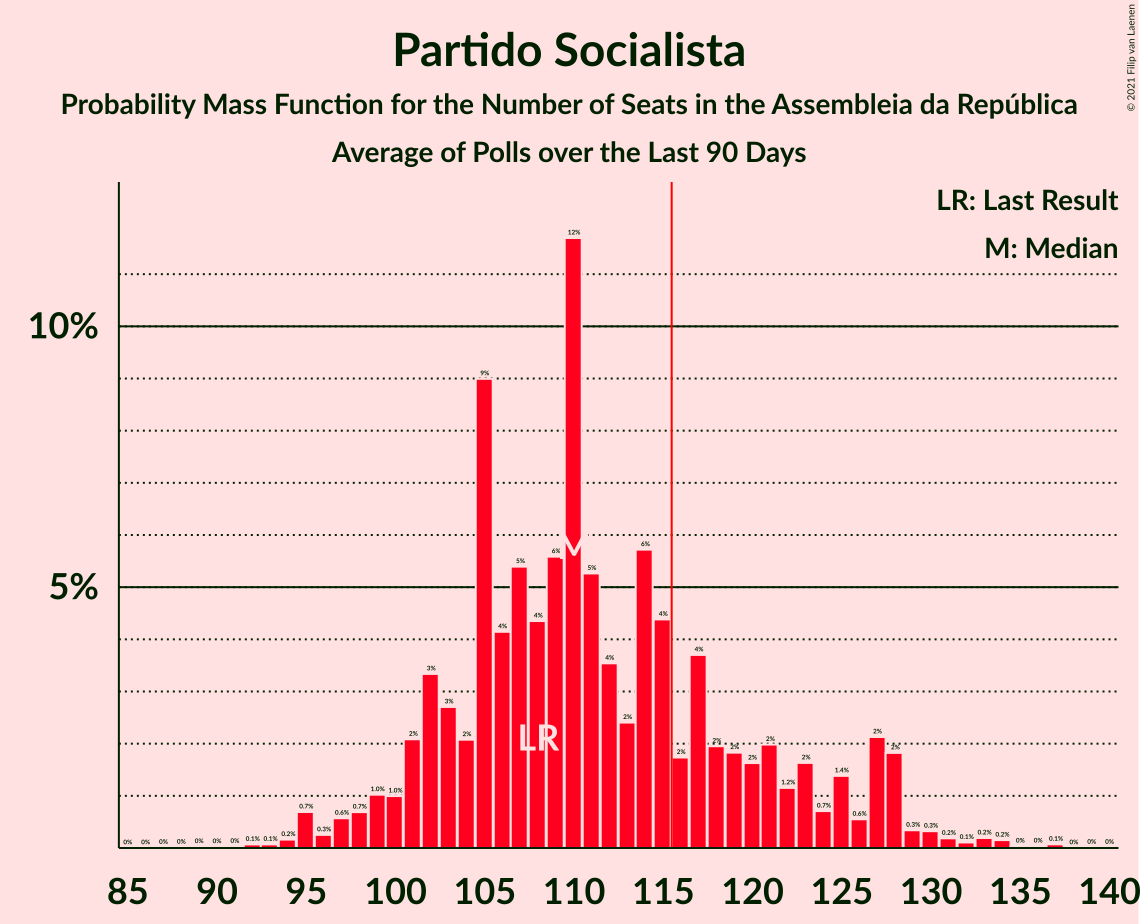 Partido Socialista
Probability Mass Function for the Number of Seats in the Assembleia da República
Average of Polls over the Last 90 Days
© 2021 Filip van Laenen
LR: Last Result
M: Median
10%
5%
0% 0% 0% 0% 0% 0% 0% 0.1% 0.1% 0.2% 0.7% 0.3% 0.6% 0.7% 1.0% 1.0% 2% 3% 3% 2% 9% 4% 5% 4% 6% 12% 5% 4% 2% 6% 4% 2% 4% 2% 2% 2% 2% 1.2% 2% 0.7% 1.4% 0.6% 2% 2% 0.3% 0.3% 0.2% 0.1% 0.2% 0.2% 0% 0% 0.1% 0% 0% 0%
M
LR
85 90 95 100 105 110 115 120 125 130 135 140